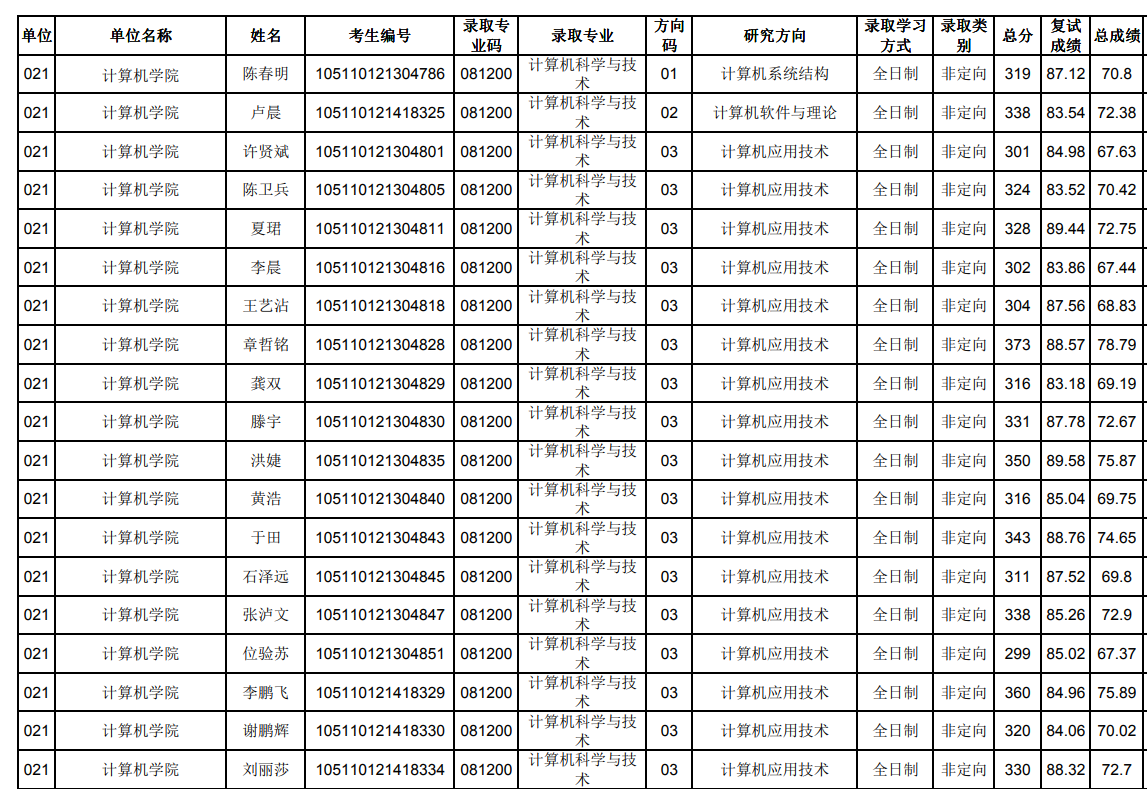 单位 单位名称 姓名 考生编号 录取专业码 录取专业 方向码 研究方向 录取学习方式 录取类别 总分 复试成绩 总成绩
021 计算机学院 陈春明 105110121304786 081200 计算机科学与技术 01 计算机系统结构 全日制 非定向 319 87.12 70.8
021 计算机学院 卢晨 105110121418325 081200 计算机科学与技术 02 计算机软件与理论 全日制 非定向 338 83.54 72.38
021 计算机学院 许贤斌 105110121304801 081200 计算机科学与技术 03 计算机应用技术 全日制 非定向 301 84.98 67.63
021 计算机学院 陈卫兵 105110121304805 081200 计算机科学与技术 03 计算机应用技术 全日制 非定向 324 83.52 70.42
021 计算机学院 夏珺 105110121304811 081200 计算机科学与技术 03 计算机应用技术 全日制 非定向 328 89.44 72.75
021 计算机学院 李晨 105110121304816 081200 计算机科学与技术 03 计算机应用技术 全日制 非定向 302 83.86 67.44
021 计算机学院 王艺沾 105110121304818 081200 计算机科学与技术 03 计算机应用技术 全日制 非定向 304 87.56 68.83
021 计算机学院 章哲铭 105110121304828 081200 计算机科学与技术 03 计算机应用技术 全日制 非定向 373 88.57 78.79
021 计算机学院 龚双 105110121304829 081200 计算机科学与技术 03 计算机应用技术 全日制 非定向 316 83.18 69.19
021 计算机学院 滕宇 105110121304830 081200 计算机科学与技术 03 计算机应用技术 全日制 非定向 331 87.78 72.67
021 计算机学院 洪婕 105110121304835 081200 计算机科学与技术 03 计算机应用技术 全日制 非定向 350 89.58 75.87
021 计算机学院 黄浩 105110121304840 081200 计算机科学与技术 03 计算机应用技术 全日制 非定向 316 85.04 69.75
021 计算机学院 于田 105110121304843 081200 计算机科学与技术 03 计算机应用技术 全日制 非定向 343 88.76 74.65
021 计算机学院 石泽远 105110121304845 081200 计算机科学与技术 03 计算机应用技术 全日制 非定向 311 87.52 69.8
021 计算机学院 张泸文 105110121304847 081200 计算机科学与技术 03 计算机应用技术 全日制 非定向 338 85.26 72.9
021 计算机学院 位验苏 105110121304851 081200 计算机科学与技术 03 计算机应用技术 全日制 非定向 299 85.02 67.37
021 计算机学院 李鹏飞 105110121418329 081200 计算机科学与技术 03 计算机应用技术 全日制 非定向 360 84.96 75.89
021 计算机学院 谢鹏辉 105110121418330 081200 计算机科学与技术 03 计算机应用技术 全日制 非定向 320 84.06 70.02
021 计算机学院 刘丽莎 105110121418334 081200 计算机科学与技术 03 计算机应用技术 全日制 非定向 330 88.32 72.7